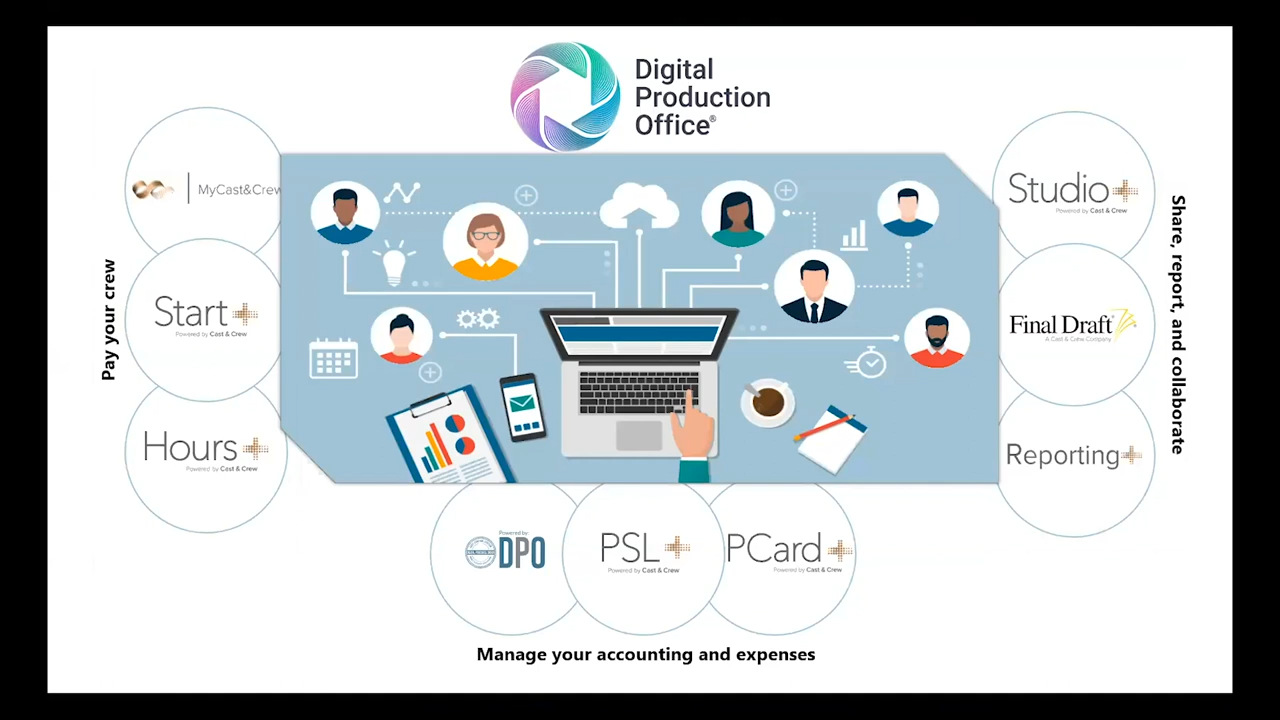 Digital
Production
Office®
MyCast&Crew
Start+
Powered by Cast & Crew
Hours+
Powered by Cast & Crew
Pay your crew
Studio+
Powered by Cast & Crew
Final Draft
A Cast & Crew Company
Reporting+
Share, report, and collaborate
Powered by:
DPO
PSL+
Powered by Cast & Crew
PCard+
Powered by Cast & Crew
Manage your accounting and expenses